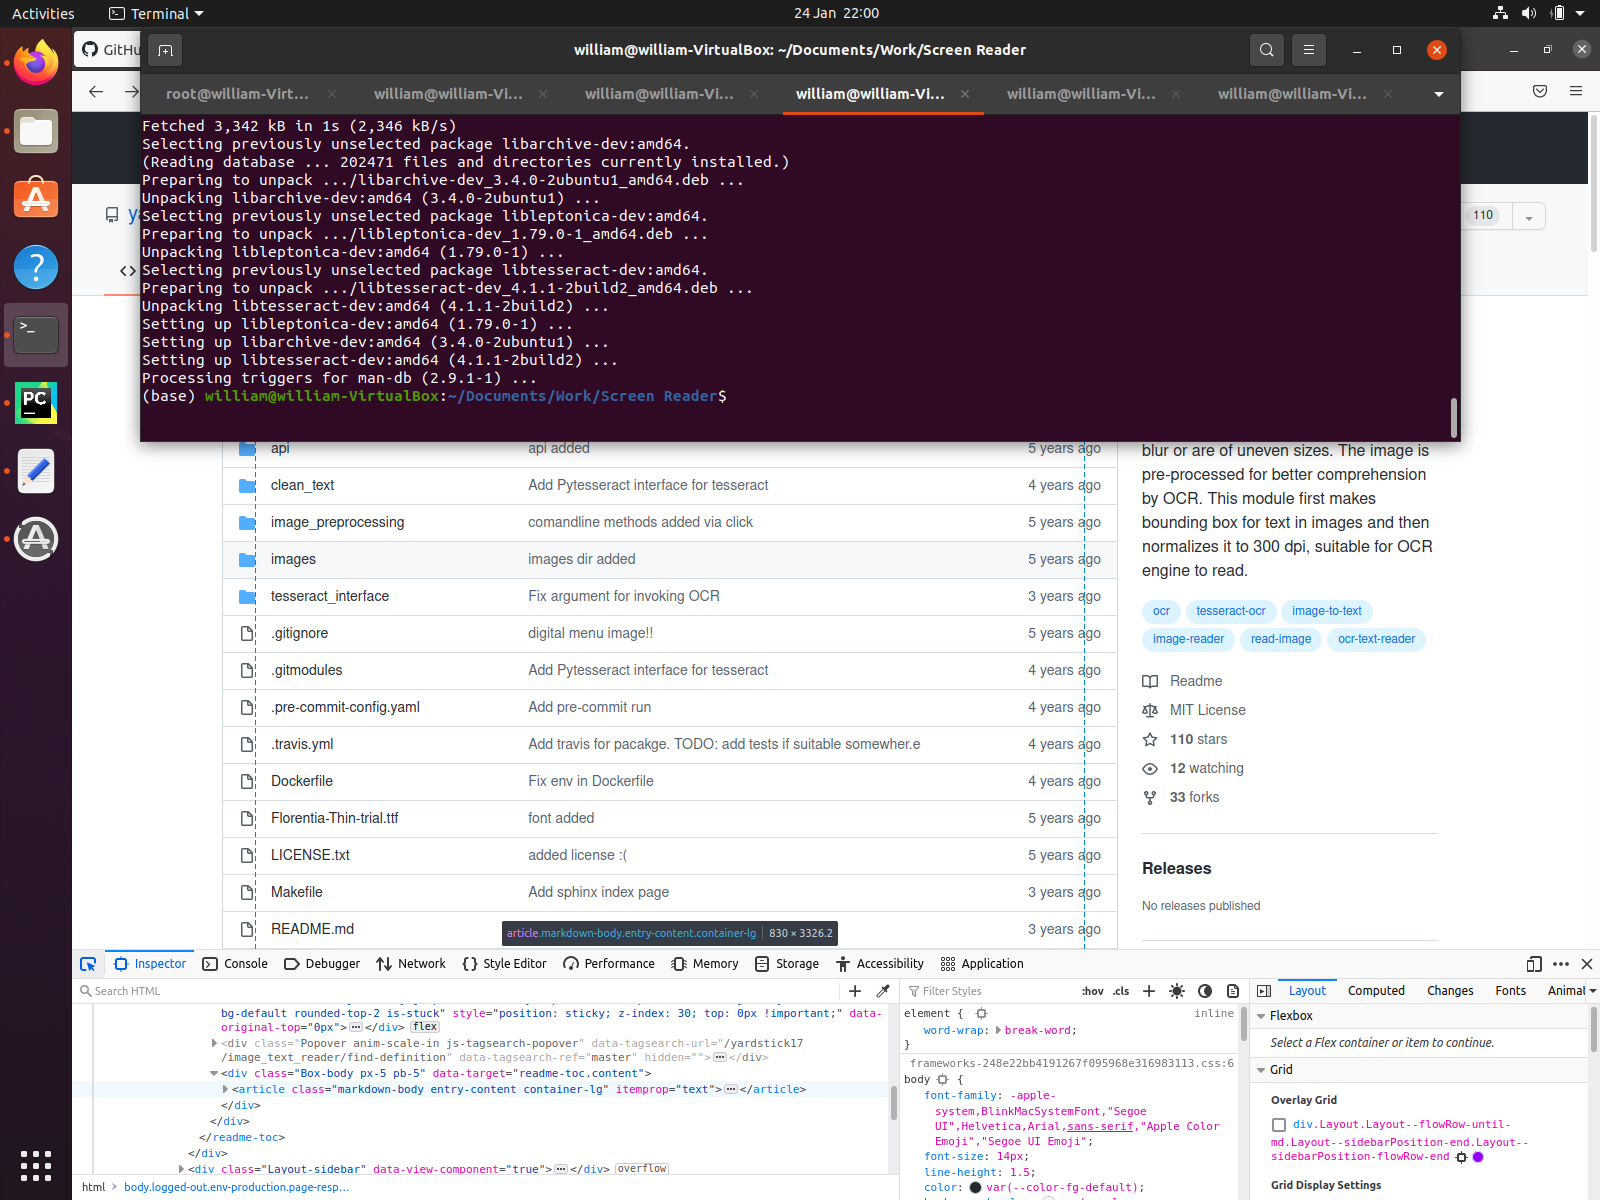 Activities
Terminal
24 Jan 22:00
GitHu
william@william-VirtualBox: ~/Documents/Work/Screen Reader
root@william-Virt...
william@william-Vi...
william@william-Vi...
william@william-Vi...
william@william-Vi...
william@william-Vi...
Fetched 3,342 kB in 1s (2,346 kB/s)
Selecting previously unselected package libarchive-dev:amd64.
(Reading database ... 202471 files and directories currently installed.)
Preparing to unpack .../libarchive-dev_3.4.0-2ubuntu1_amd64.deb ...
Unpacking libarchive-dev:amd64 (3.4.0-2ubuntu1) ...
Selecting previously unselected package libleptonica-dev:amd64.
Preparing to unpack .../libleptonica-dev_1.79.0-1_amd64.deb ...
Unpacking libleptonica-dev:amd64 (1.79.0-1) ...
Selecting previously unselected package libtesseract-dev:amd64.
Preparing to unpack .../libtesseract-dev_4.1.1-2build2_amd64.deb ...
Unpacking libtesseract-dev:amd64 (4.1.1-2build2) ...
Setting up libleptonica-dev:amd64 (1.79.0-1) ...
Setting up libarchive-dev:amd64 (3.4.0-2ubuntu1) ...
Setting up libtesseract-dev:amd64 (4.1.1-2build2) ...
Processing triggers for man-db (2.9.1-1) ...
(base) william@william-VirtualBox:~/Documents/Work/Screen Reader$
110
api api added 5 years ago
clean_text Add Pytesseract interface for tesseract 4 years ago
image_preprocessing comandline methods added via click 5 years ago
images images dir added 5 years ago
tesseract_interface Fix argument for invoking OCR 3 years ago
.gitignore digital menu image!! 5 years ago
.gitmodules Add Pytesseract interface for tesseract 4 years ago
.pre-commit-config.yaml Add pre-commit run 4 years ago
.travis.yml Add travis for pacakge. TODO: add tests if suitable somewher.e 4 years ago
Dockerfile Fix env in Dockerfile 4 years ago
Florentia-Thin-trial.ttf font added 5 years ago
LICENSE.txt added license :( 5 years ago
Makefile Add sphinx index page 3 years ago
README.md 3 years ago
article.markdown-body.entry-content.container-lg 830 × 3326.2
blur or are of uneven sizes. The image is
pre-processed for better comprehension
by OCR. This module first makes
bounding box for text in images and then
normalizes it to 300 dpi, suitable for OCR
engine to read.
ocr tesseract-ocr image-to-text
image-reader read-image ocr-text-reader
Readme
MIT License
110 stars
12 watching
33 forks
Releases
No releases published
Inspector Console Debugger Network Style Editor Performance Memory Storage Accessibility Application
Search HTML
bg-default rounded-top-2 is-stuck" style="position: sticky; z-index: 30; top: 0px !important;" data-
original-top="0px"></div> flex
<div class="Popover anim-scale-in js-tagsearch-popover" data-tagsearch-url="/yardstick17
/image_text_reader/find-definition" data-tagsearch-ref="master" hidden=""></div>
<div class="Box-body px-5 pb-5" data-target="readme-toc.content">
<article class="markdown-body entry-content container-lg" itemprop="text"></article>
</div>
</div>
</readme-toc>
</div>
<div class="Layout-sidebar" data-view-component="true"></div> overflow
html body.logged-out.env-production.page-resp...
Filter Styles :hov .cls
element { inline
word-wrap: break-word;
}
frameworks-248e22bb4191267f095968e316983113.css:6
body {
font-family: -apple-
system,BlinkMacSystemFont,"Segoe
UI",Helvetica,Arial,sans-serif,"Apple Color
Emoji","Segoe UI Emoji";
font-size: 14px;
line-height: 1.5;
color: var(--color-fg-default);
Layout Computed Changes Fonts Animat
Flexbox
Select a Flex container or item to continue.
Grid
Overlay Grid
div.Layout.Layout--flowRow-until-
md.Layout--sidebarPosition-end.Layout--
sidebarPosition-flowRow-end
Grid Display Settings